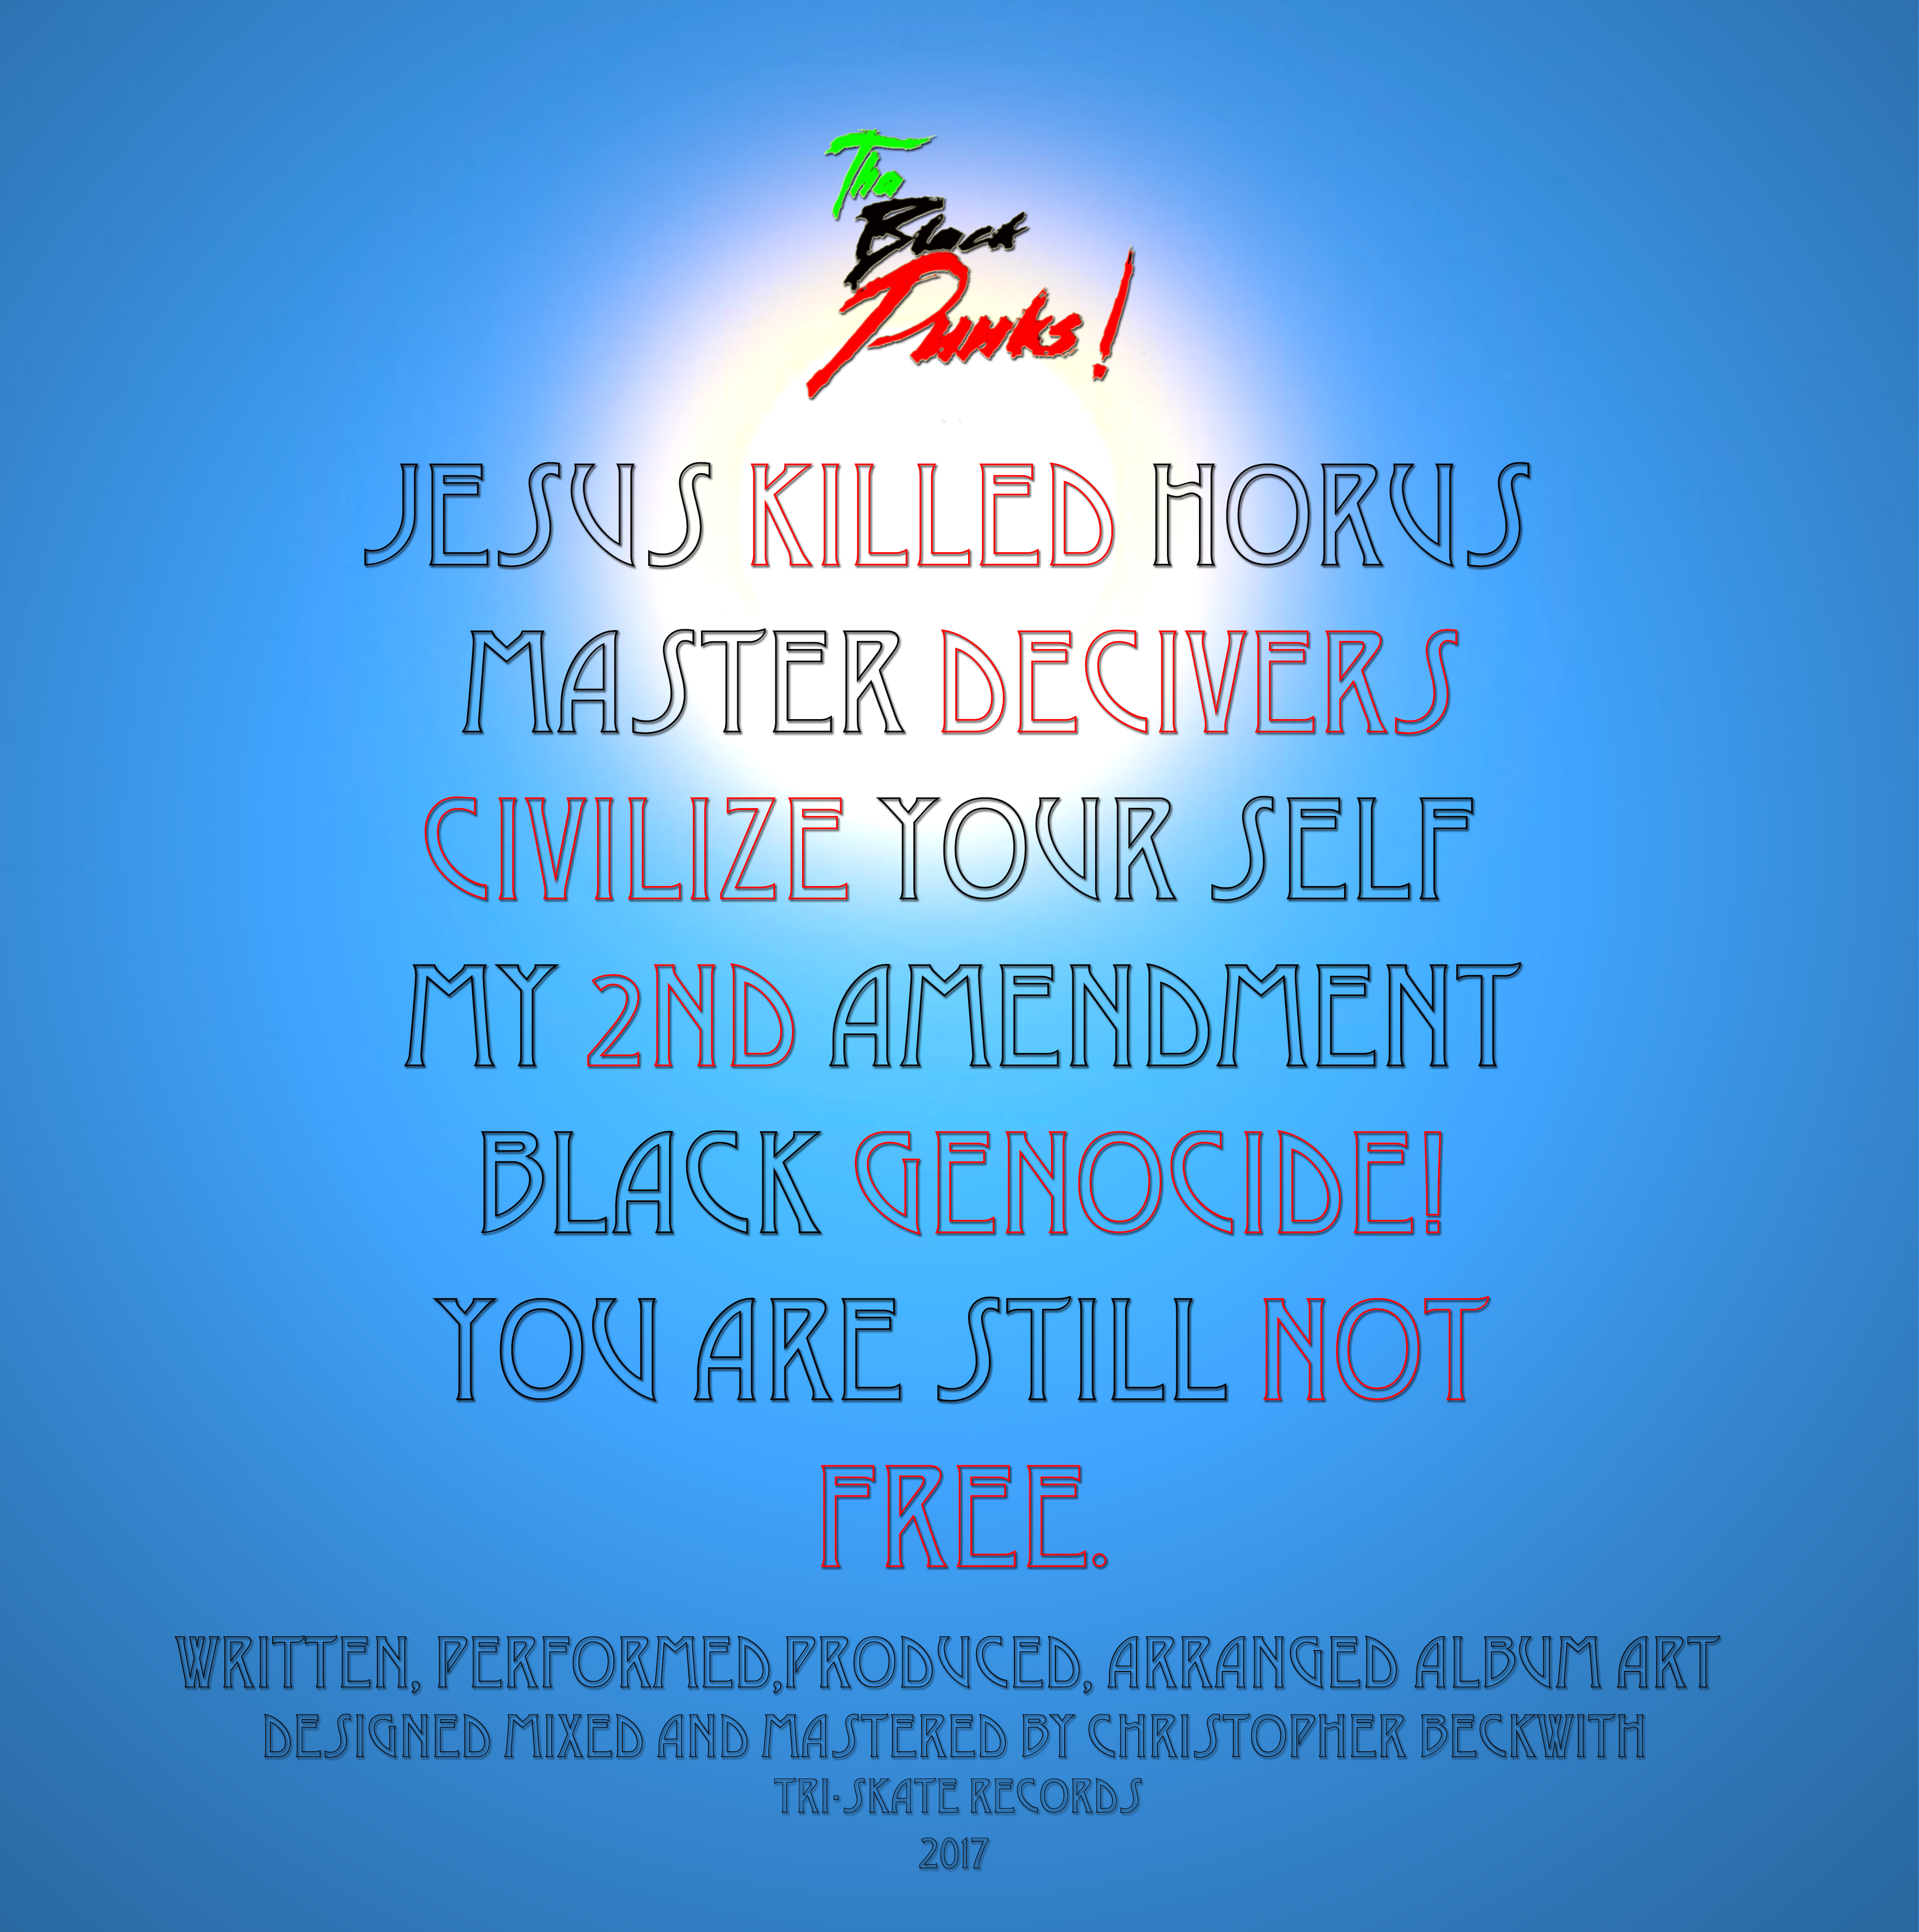 Tha
Black
Punks!
JESUS KILLED HORUS
MASTER DECIVERS
CIVILIZE YOUR SELF
MY 2ND AMENDMENT
BLACK GENOCIDE!
YOU ARE STILL NOT
FREE.
WRITTEN, PERFORMED,PRODUCED, ARRANGED ALBUM ART
DESIGNED MIXED AND MASTERED BY CHRISTOPHER BECKWITH
TRI-SKATE RECORDS
2017